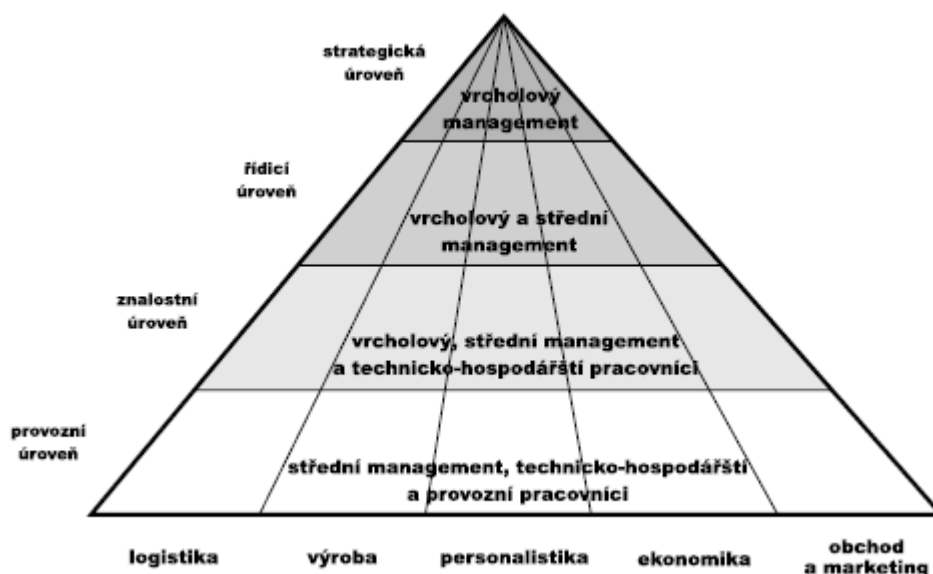 strategická
úroveň
vrcholový
management
řídicí
úroveň
vrcholový a střední
management
znalostní
úroveň
vrcholový, střední management
a technicko-hospodářští pracovníci
provozní
úroveň
střední management, technicko-hospodářští
a provozní pracovníci
logistika
výroba
personalistika
ekonomika
obchod
a marketing